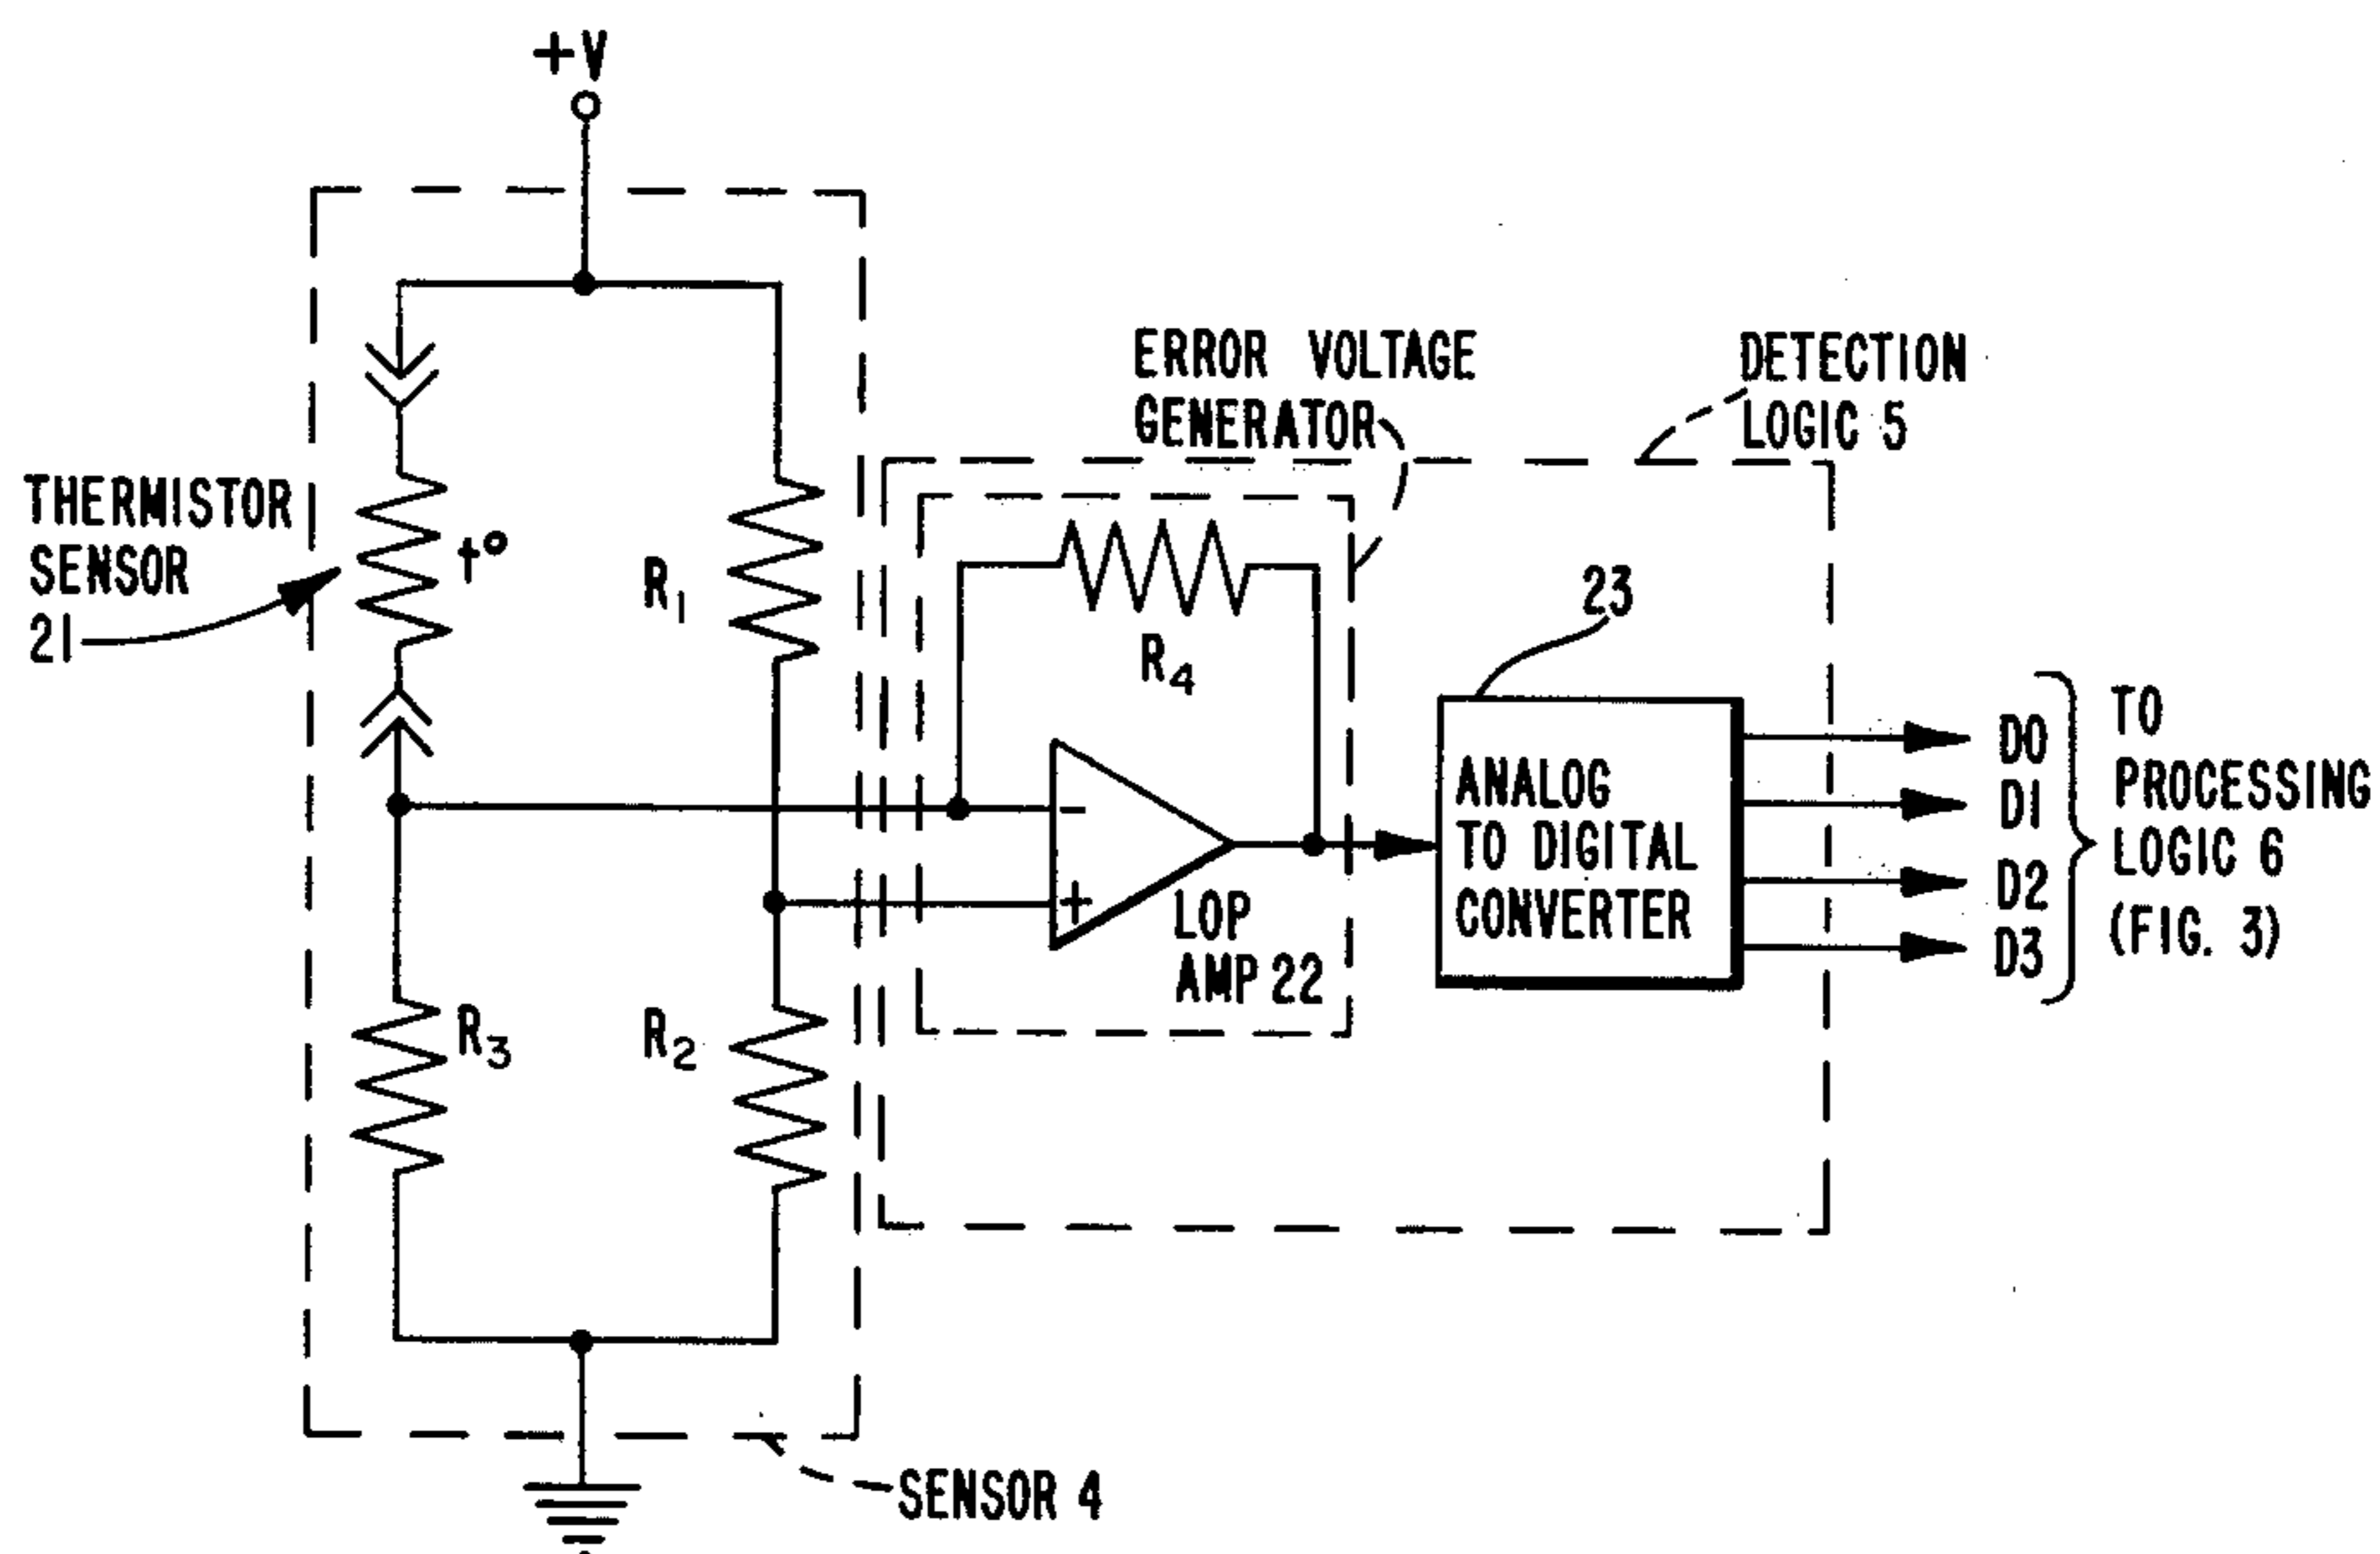 +V
THERMISTOR
SENSOR
21
t°
R1
R3
R2
ERROR VOLTAGE
GENERATOR
DETECTION
LOGIC 5
R4
23
-
+
LOP
AMP 22
ANALOG
TO DIGITAL
CONVERTER
D0
D1
D2
D3
TO
PROCESSING
LOGIC 6
(FIG. 3)
SENSOR 4